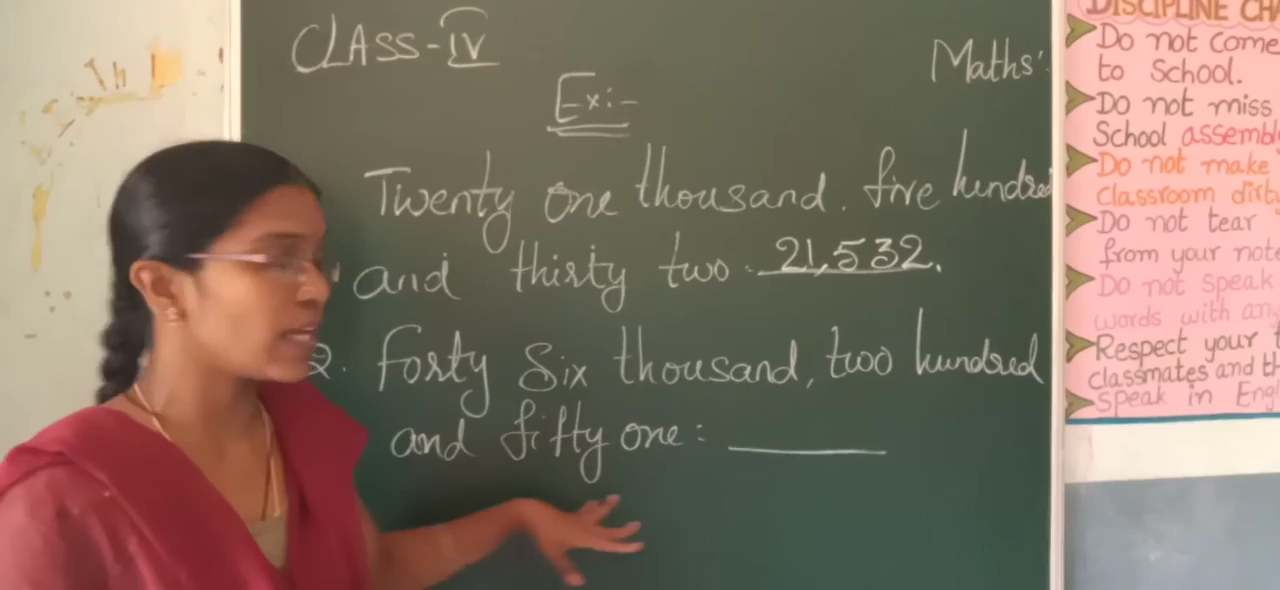 CLASS-IV
Maths:
Ex:-
Twenty one thousand, five hundred
and thirty two: 21,532.
2. Forty Six thousand, two hundred
and fifty one: ______
DISCIPLINE CHA
Do not come
to School.
Do not miss
School assembly
Do not make
classroom dirt
Do not tear
from your note
Do not speak
words with an
Respect your t
classmates and th
speak in Eng